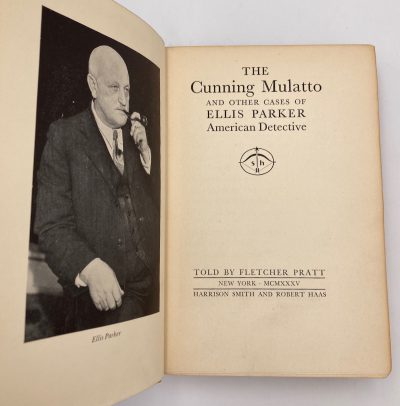 Ellis Parker
THE
Cunning Mulatto
AND OTHER CASES OF
ELLIS PARKER
American Detective
s h
R
TOLD BY FLETCHER PRATT
NEW YORK · MCMXXXV
HARRISON SMITH AND ROBERT HAAS